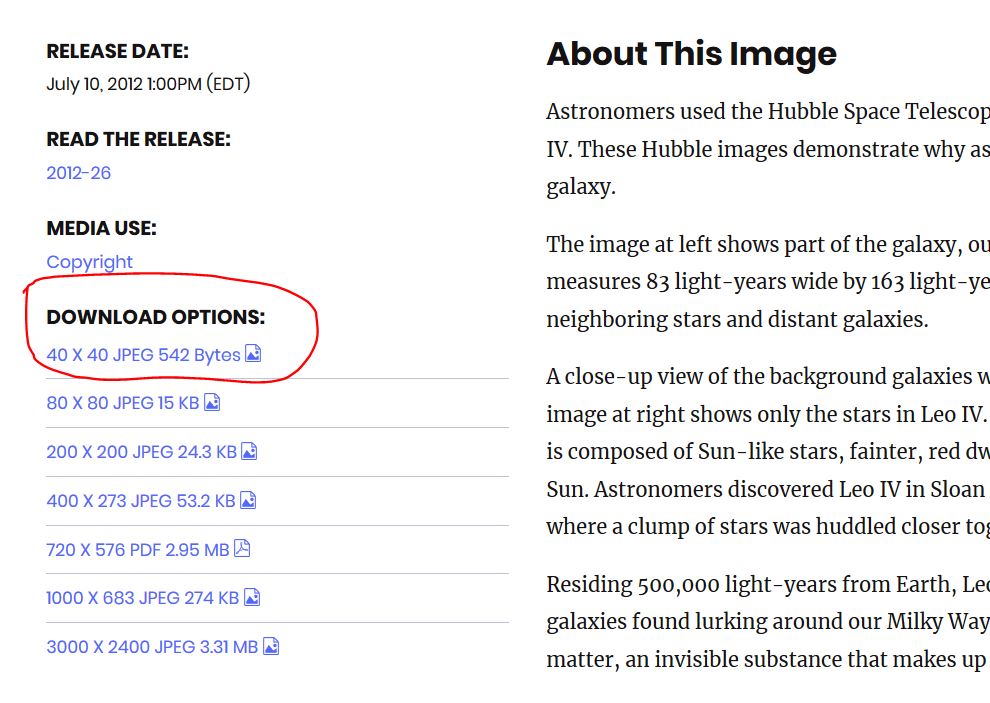 RELEASE DATE:
July 10, 2012 1:00PM (EDT)
READ THE RELEASE:
2012-26
MEDIA USE:
Copyright
DOWNLOAD OPTIONS:
40 X 40 JPEG 542 Bytes
80 X 80 JPEG 15 KB
200 X 200 JPEG 24.3 KB
400 X 273 JPEG 53.2 KB
720 X 576 PDF 2.95 MB
1000 X 683 JPEG 274 KB
3000 X 2400 JPEG 3.31 MB
About This Image
Astronomers used the Hubble Space Telescop
IV. These Hubble images demonstrate why as
galaxy.
The image at left shows part of the galaxy, ou
measures 83 light-years wide by 163 light-ye
neighboring stars and distant galaxies.
A close-up view of the background galaxies w
image at right shows only the stars in Leo IV.
is composed of Sun-like stars, fainter, red dw
Sun. Astronomers discovered Leo IV in Sloan
where a clump of stars was huddled closer tog
Residing 500,000 light-years from Earth, Leo
galaxies found lurking around our Milky Way
matter, an invisible substance that makes up